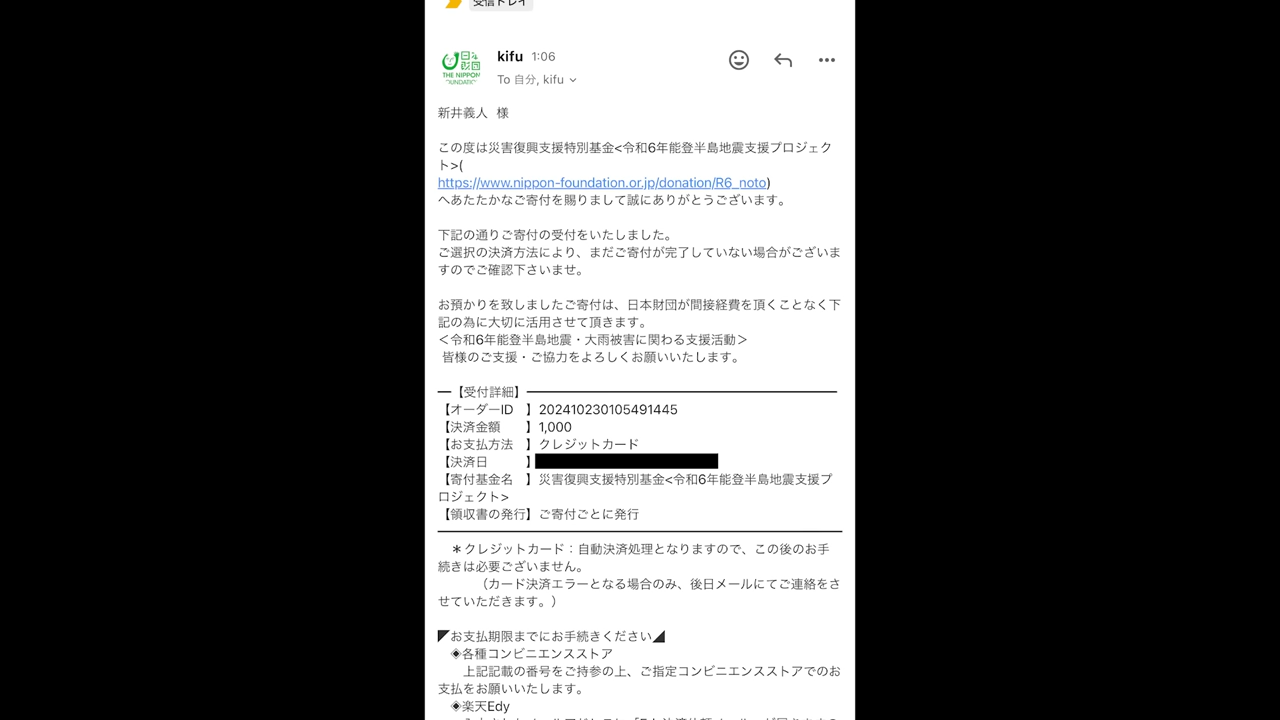 受信トレイ
kifu 1:06
To 自分, kifu
THE NIPPON
新井義人 様
この度は災害復興支援特別基金<令和6年能登半島地震支援プロジェク
ト>(
https://www.nippon-foundation.or.jp/donation/R6_noto)
へあたたかなご寄付を賜りまして誠にありがとうございます。
下記の通りご寄付の受付をいたしました。
ご選択の決済方法により、まだご寄付が完了していない場合がございま
すのでご確認下さいませ。
お預かりを致しましたご寄付は、日本財団が間接経費を頂くことなく下
記の為に大切に活用させて頂きます。
＜令和6年能登半島地震・大雨被害に関わる支援活動＞
皆様のご支援・ご協力をよろしくお願いいたします。
━【受付詳細】━━━━━━━━━━━━━━━━━━━━
【オーダーID 】202410230105491445
【決済金額 】1,000
【お支払方法 】クレジットカード
【決済日 】
【寄付基金名 】災害復興支援特別基金<令和6年能登半島地震支援プ
ロジェクト>
【領収書の発行】ご寄付ごとに発行
＊クレジットカード：自動決済処理となりますので、この後のお手
続きは必要ございません。
（カード決済エラーとなる場合のみ、後日メールにてご連絡をさ
せていただきます。）
◤お支払期限までにお手続きください◢
◈各種コンビニエンスストア
上記記載の番号をご持参の上、ご指定コンビニエンスストアでのお
支払をお願いいたします。
◈楽天Edy